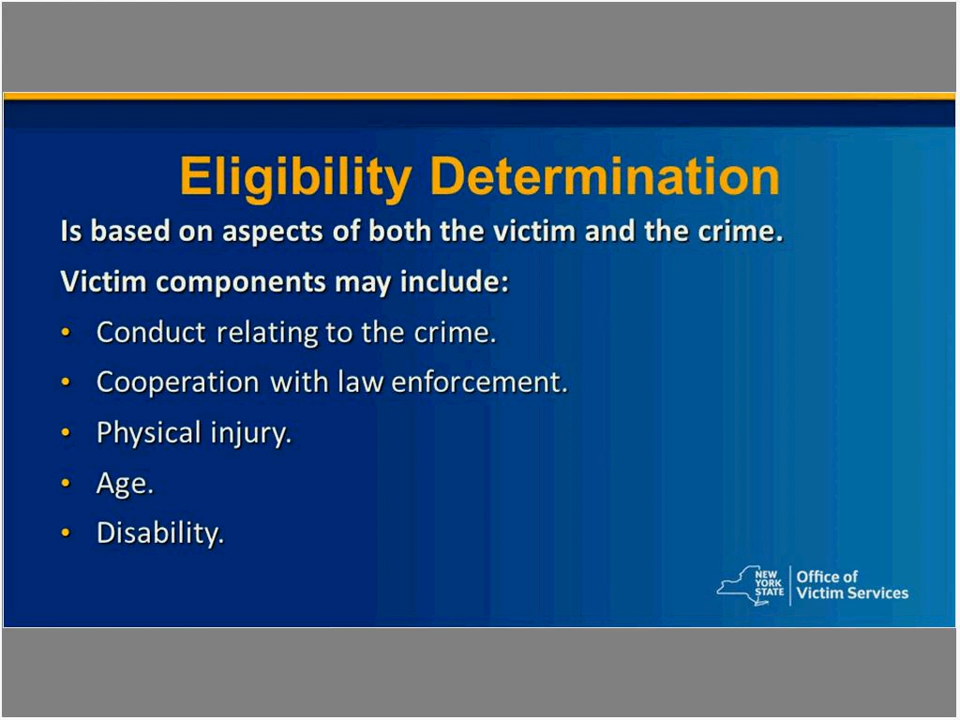 Eligibility Determination
Is based on aspects of both the victim and the crime.
Victim components may include:
• Conduct relating to the crime.
• Cooperation with law enforcement.
• Physical injury.
• Age.
• Disability.
NEW
YORK
STATE
Office of
Victim Services